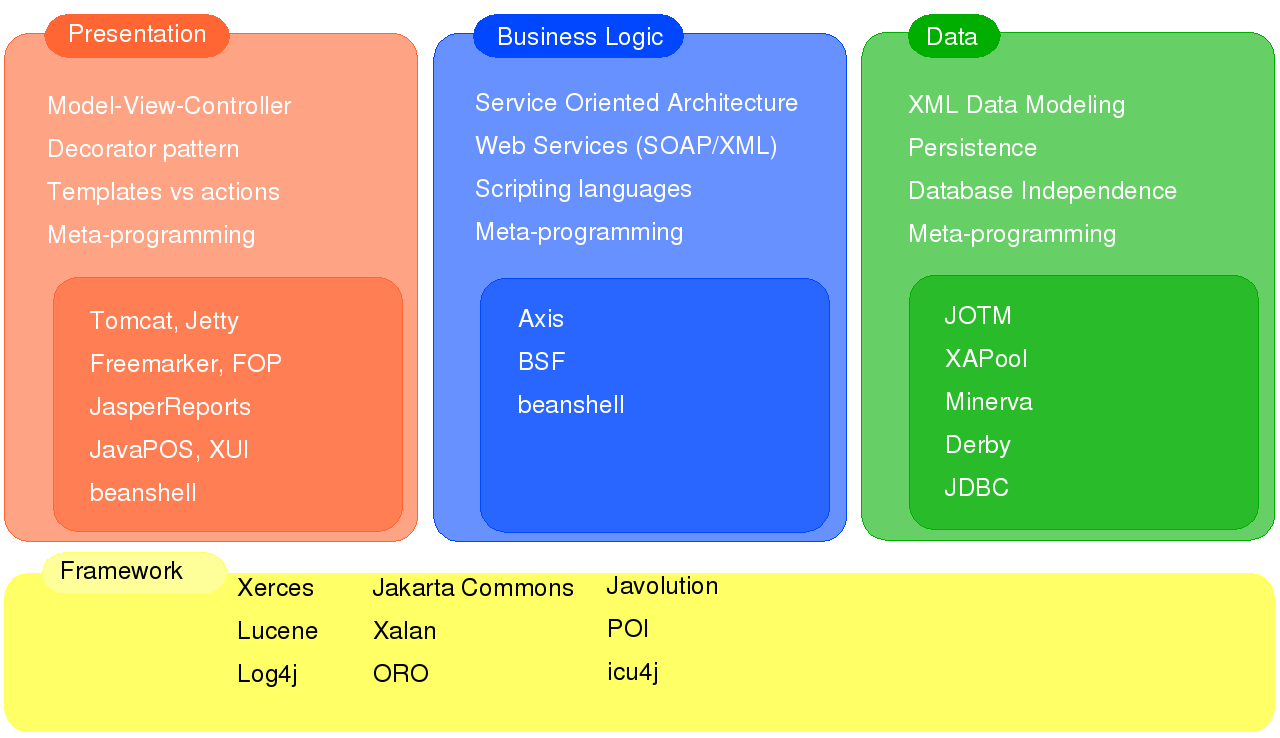 Presentation
Model-View-Controller
Decorator pattern
Templates vs actions
Meta-programming
Tomcat, Jetty
Freemarker, FOP
JasperReports
JavaPOS, XUI
beanshell
Business Logic
Service Oriented Architecture
Web Services (SOAP/XML)
Scripting languages
Meta-programming
Axis
BSF
beanshell
Data
XML Data Modeling
Persistence
Database Independence
Meta-programming
JOTM
XAPool
Minerva
Derby
JDBC
Framework
Xerces
Lucene
Log4j
Jakarta Commons
Xalan
ORO
Javolution
POI
icu4j